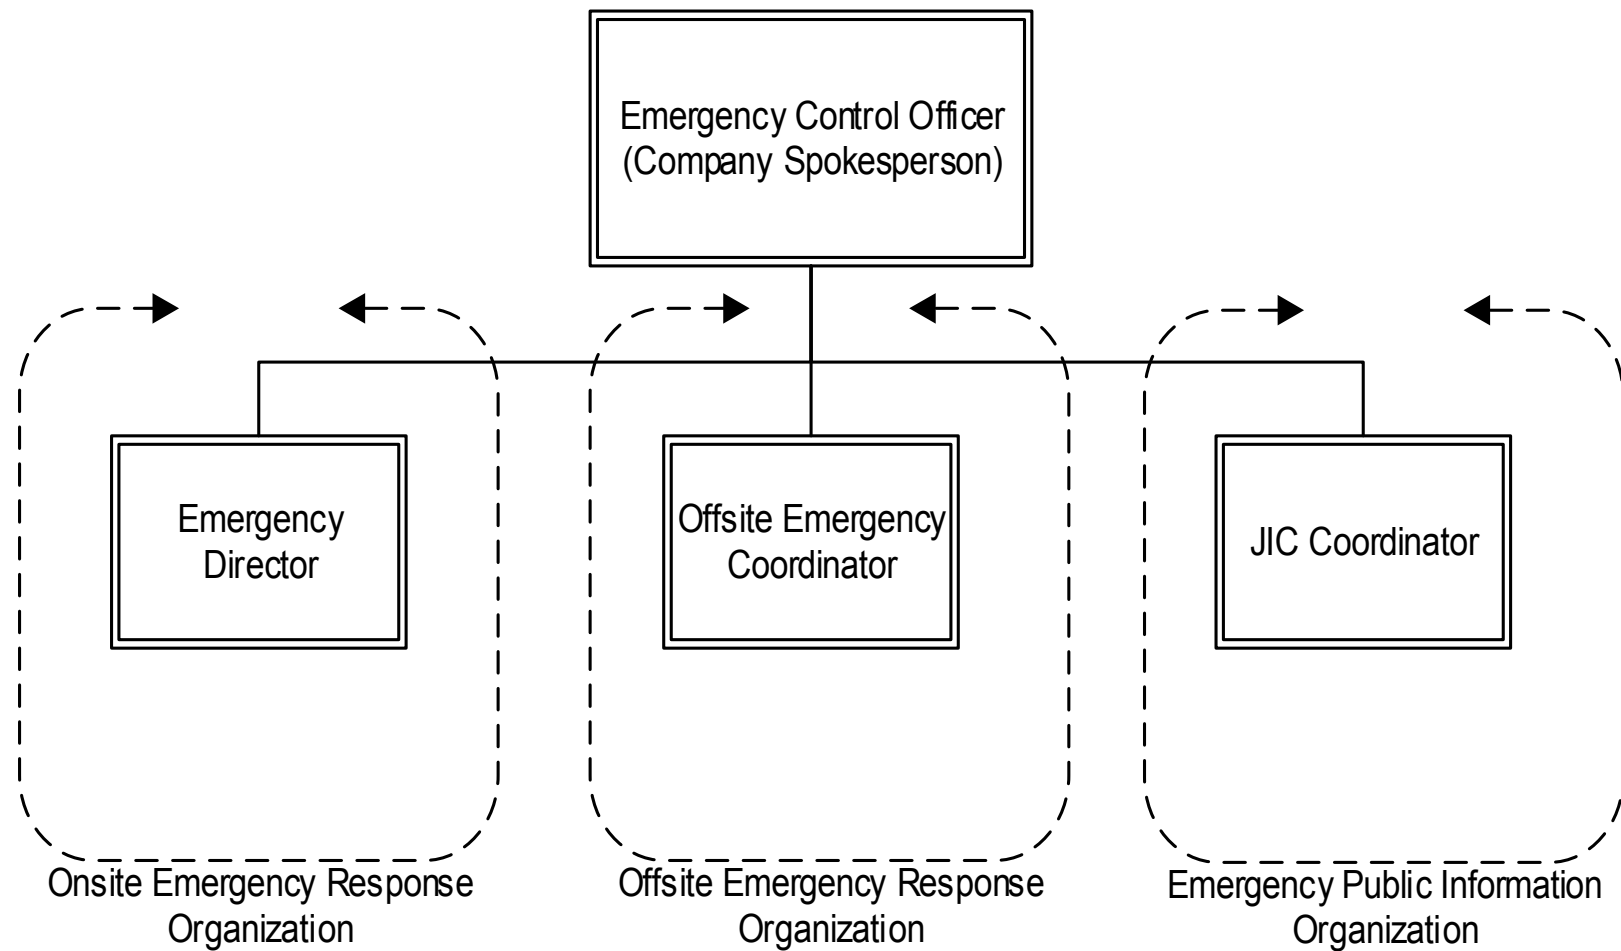 Emergency Control Officer
(Company Spokesperson)
Emergency
Director
Offsite Emergency
Coordinator
JIC Coordinator
Onsite Emergency Response
Organization
Offsite Emergency Response
Organization
Emergency Public Information
Organization